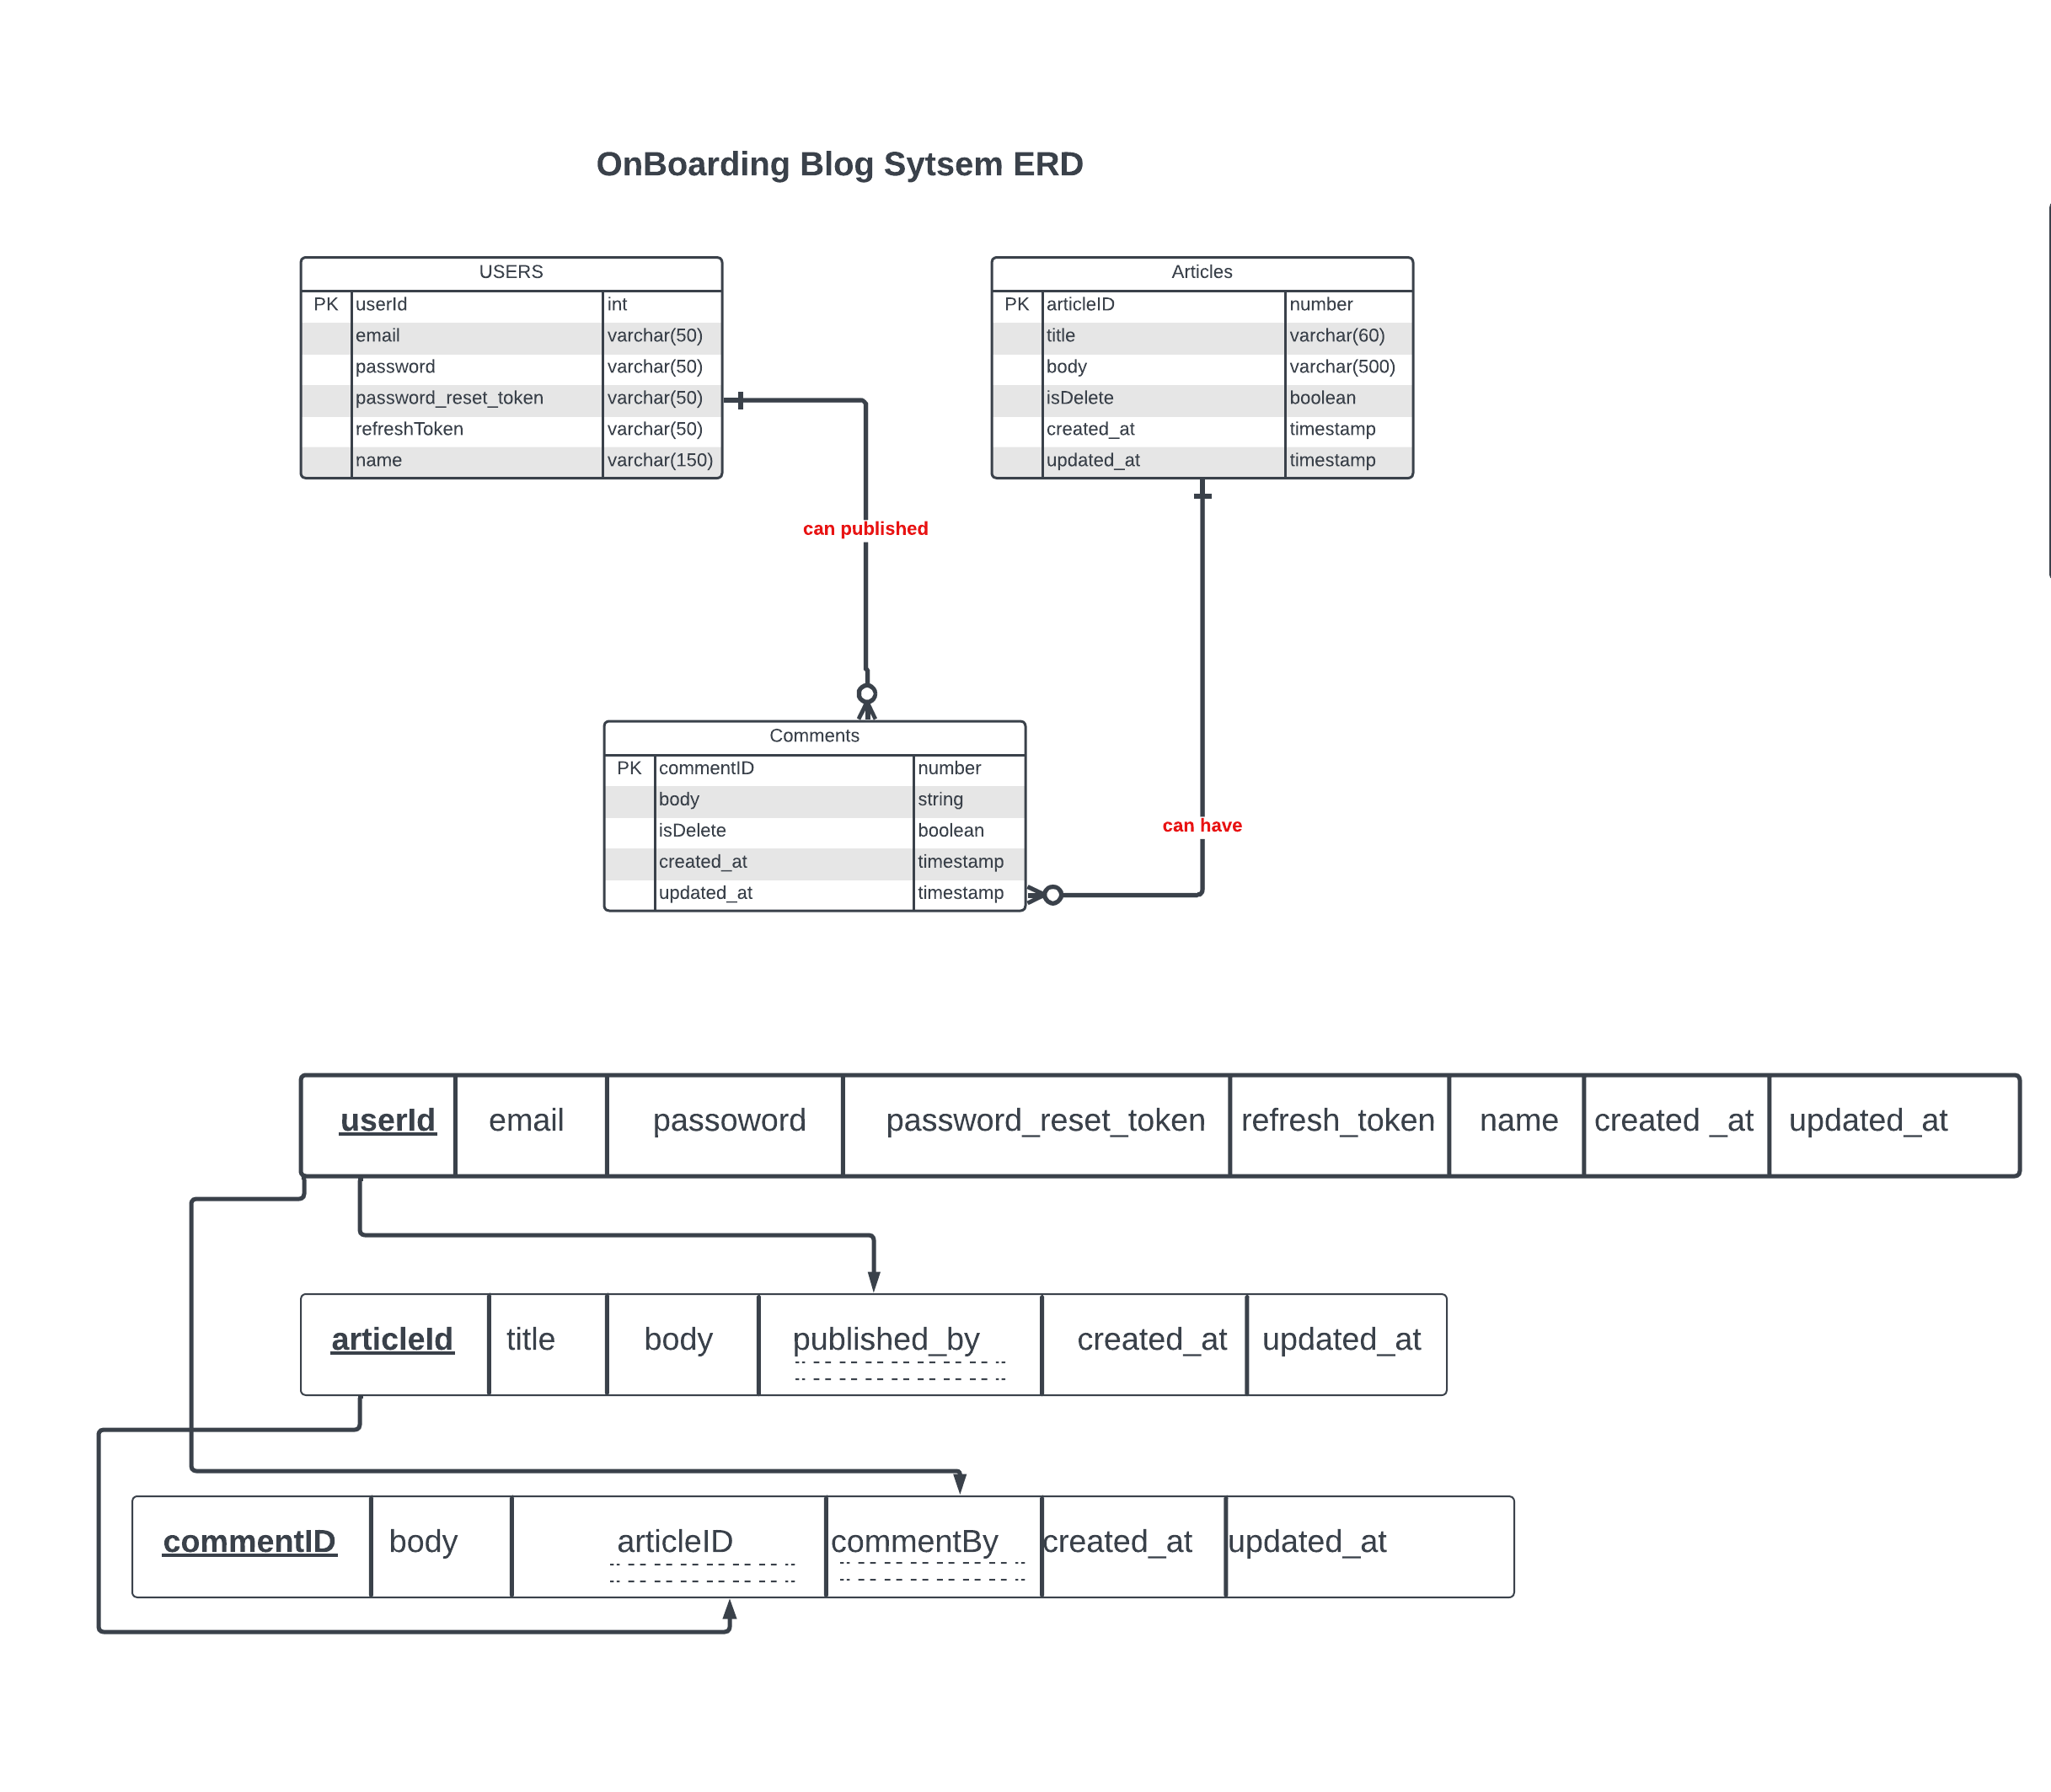 OnBoarding Blog Sytsem ERD
USERS
PK userId int
email varchar(50)
password varchar(50)
password_reset_token varchar(50)
refreshToken varchar(50)
name varchar(150)
Articles
PK articleID number
title varchar(60)
body varchar(500)
isDelete boolean
created_at timestamp
updated_at timestamp
can published
Comments
PK commentID number
body string
isDelete boolean
created_at timestamp
updated_at timestamp
can have
userId email passoword password_reset_token refresh_token name created _at updated_at
articleId title body published_by created_at updated_at
commentID body articleID commentBy created_at updated_at